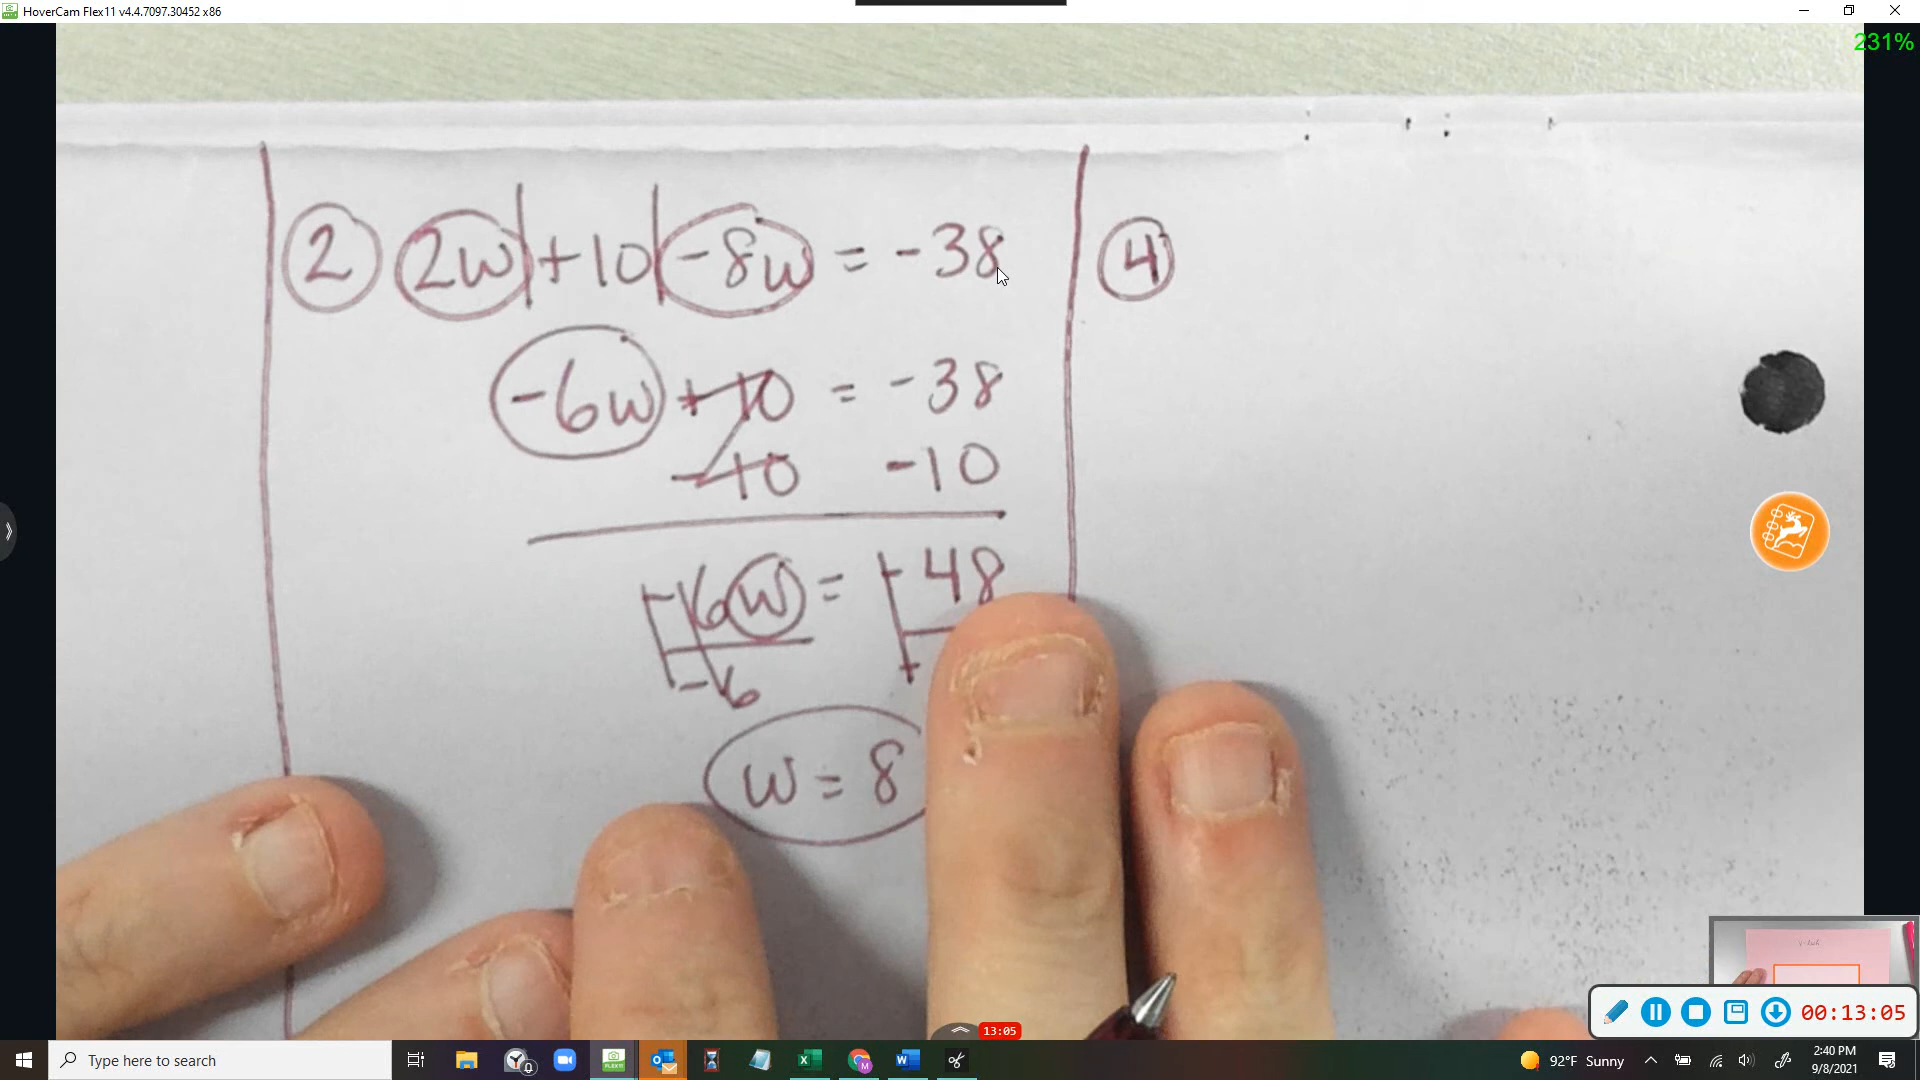 HoverCam Flex11 v4.4.7097.30452 x86
231%
② 2w + 10 - 8w = -38
④
-6w + 10 = -38
-10 -10
-6w = -48
-6
w = 8
00:13:05
13:05
Type here to search
0
FLEX11
92°F Sunny
2:40 PM
9/8/2021